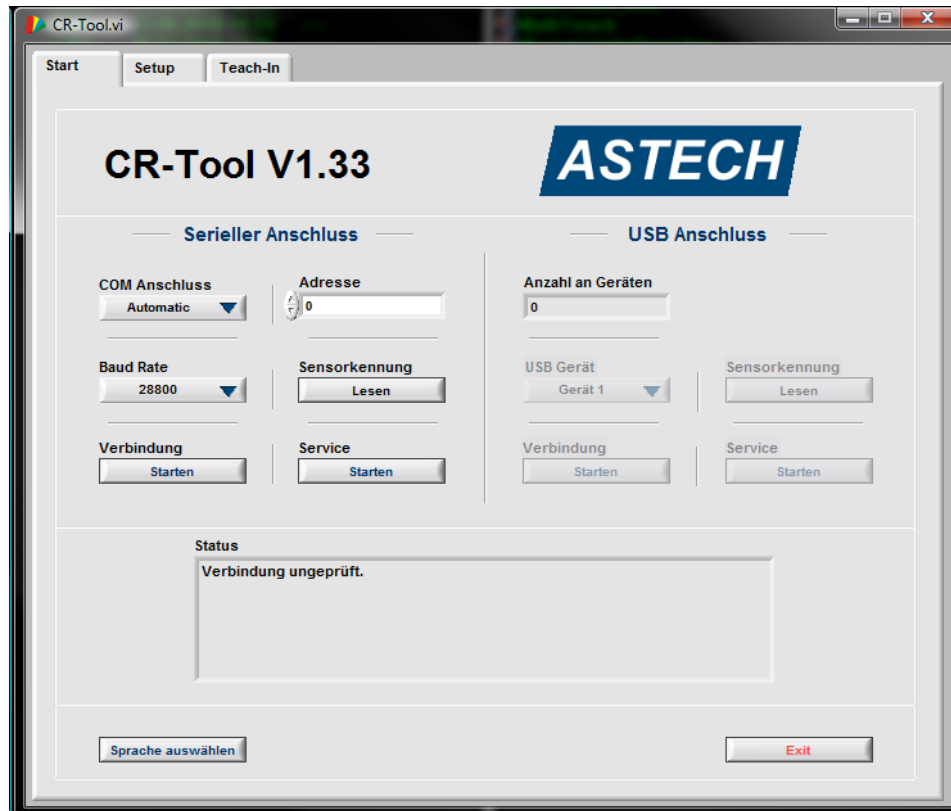 CR-Tool.vi
Start
Setup
Teach-In
CR-Tool V1.33
ASTECH
Serieller Anschluss
USB Anschluss
COM Anschluss
Automatic
Adresse
0
Anzahl an Geräten
0
Baud Rate
28800
Sensorkennung
Lesen
USB Gerät
Gerät 1
Sensorkennung
Lesen
Verbindung
Starten
Service
Starten
Verbindung
Starten
Service
Starten
Status
Verbindung ungeprüft.
Sprache auswählen
Exit